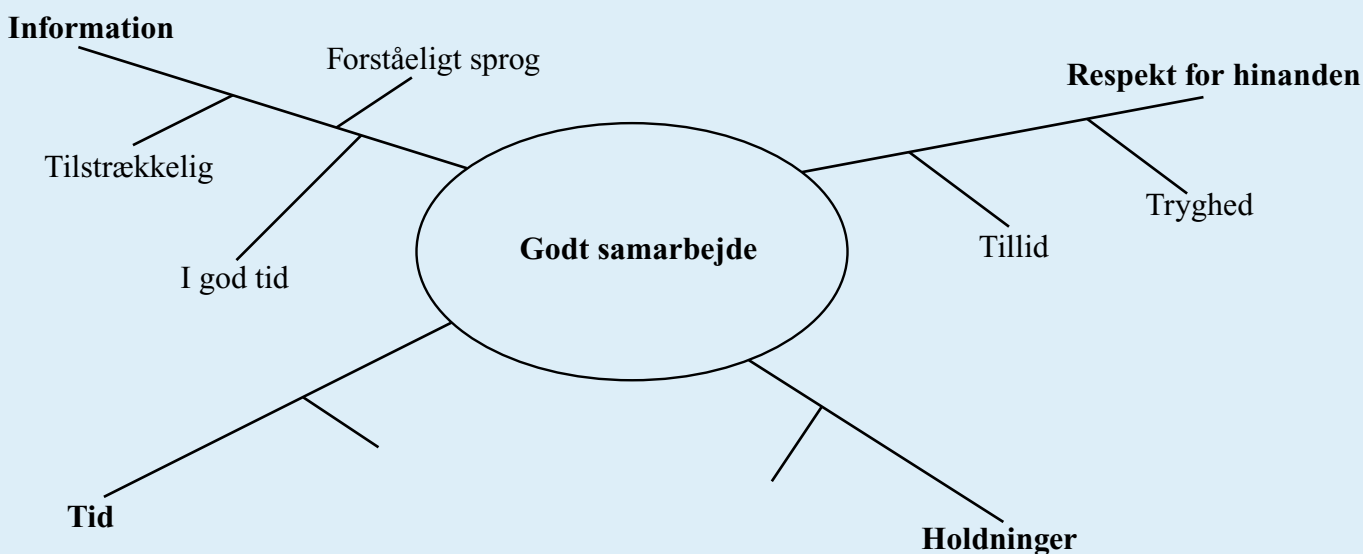 Information
Forståeligt sprog
Respekt for hinanden
Tilstrækkelig
Tryghed
Tillid
Godt samarbejde
I god tid
Tid
Holdninger